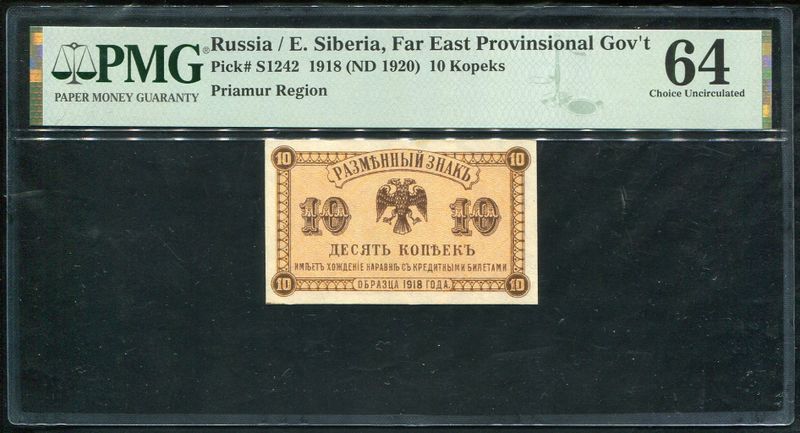 PMG®
PAPER MONEY GUARANTY
Russia / E. Siberia, Far East Provinsional Gov't
Pick# S1242 1918 (ND 1920) 10 Kopeks
Priamur Region
64
Choice Uncirculated
10 РАЗМѢННЫЙ ЗНАКЪ 10
10 10
ДЕСЯТЬ КОПѢЕКЪ
ИМѢЕТЪ ХОЖДЕНІЕ НАРАВНѢ СЪ КРЕДИТНЫМИ БИЛЕТАМИ
10 ОБРАЗЦА 1918 ГОДА. 10